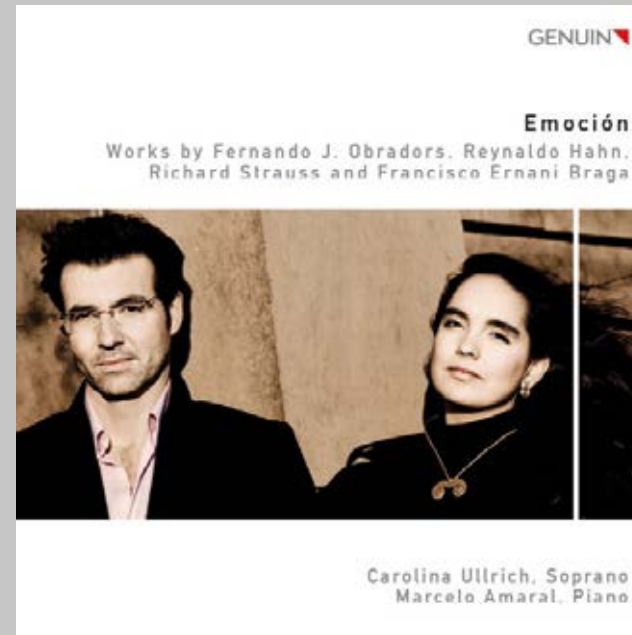 GENUIN
Emoción
Works by Fernando J. Obradors, Reynaldo Hahn,
Richard Strauss and Francisco Ernani Braga
Carolina Ullrich, Soprano
Marcelo Amaral, Piano